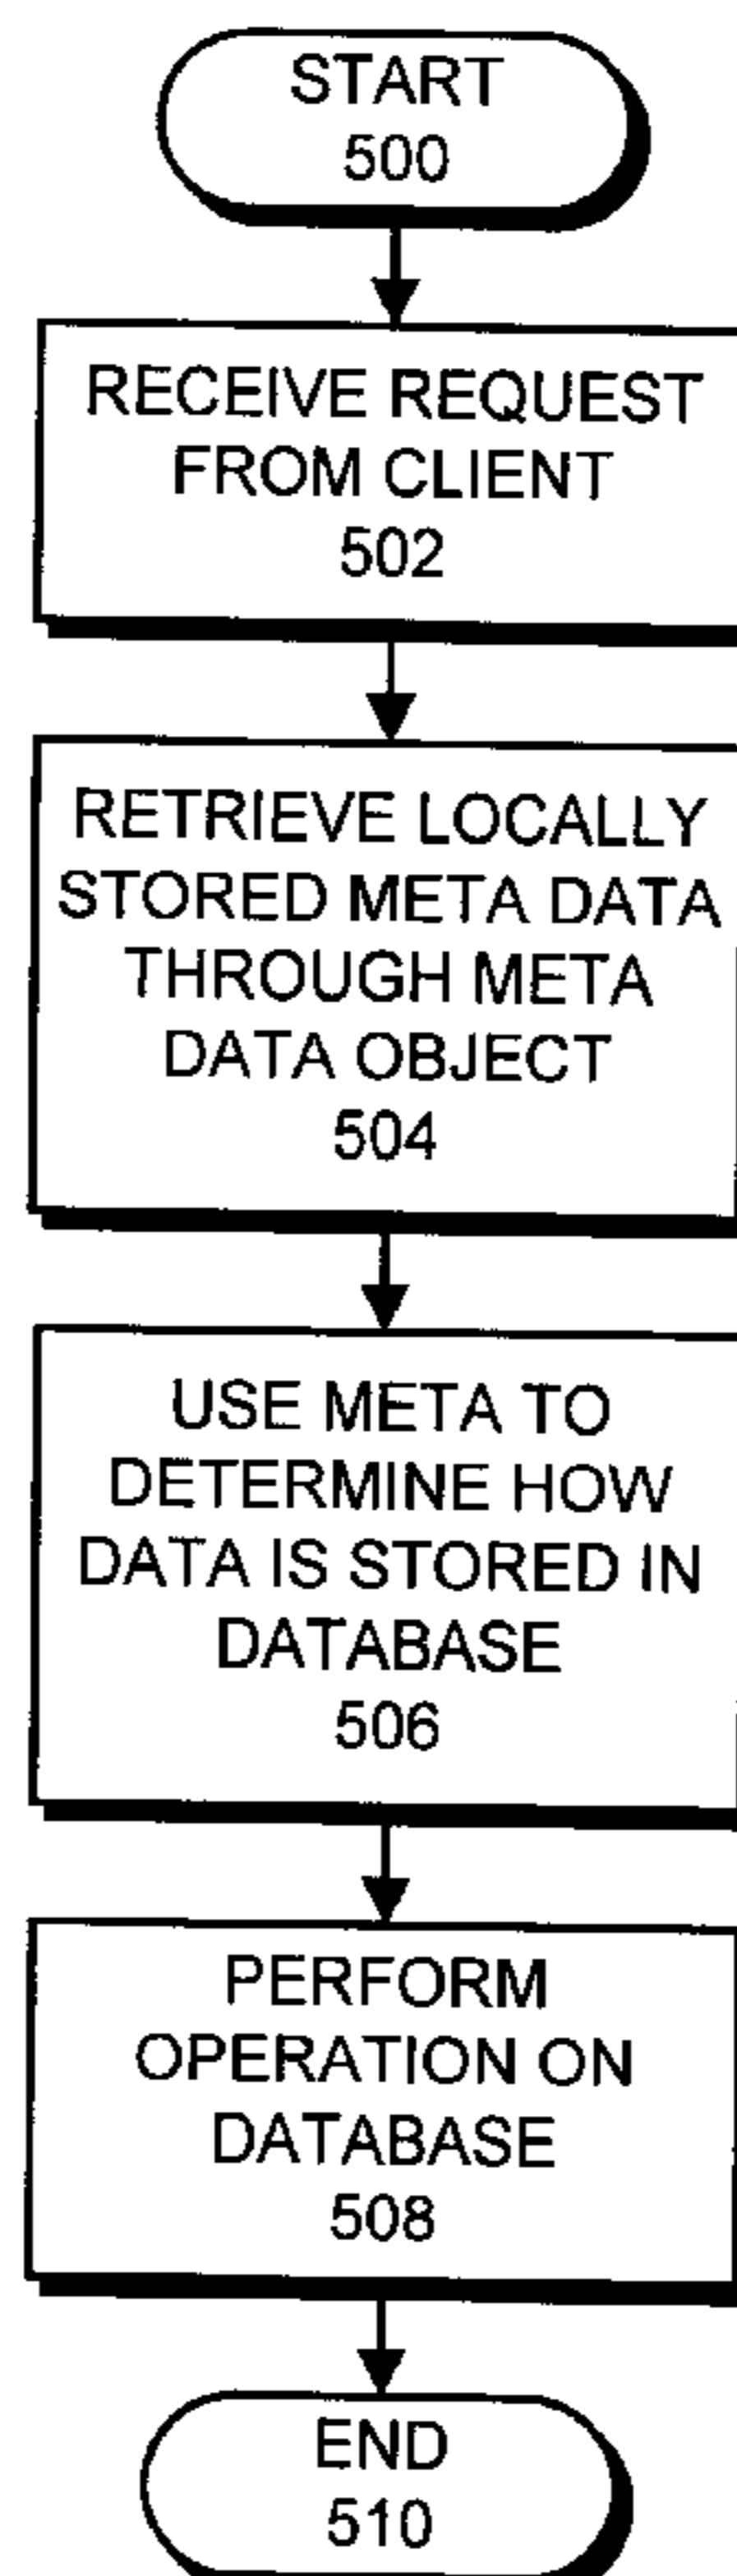 START
500
RECEIVE REQUEST
FROM CLIENT
502
RETRIEVE LOCALLY
STORED META DATA
THROUGH META
DATA OBJECT
504
USE META TO
DETERMINE HOW
DATA IS STORED IN
DATABASE
506
PERFORM
OPERATION ON
DATABASE
508
END
510